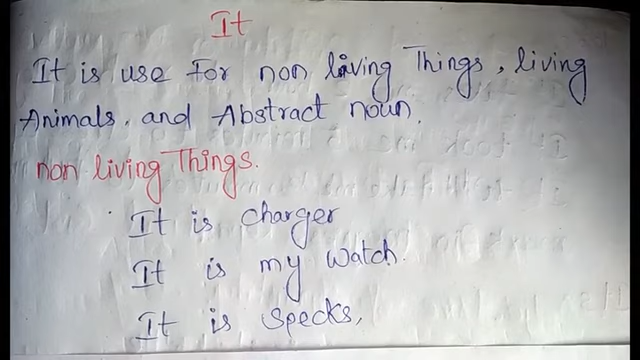 It
It is use For non living Things, living
Animals, and Abstract noun.
non living Things.
It is charger
It is my watch.
It is specks,